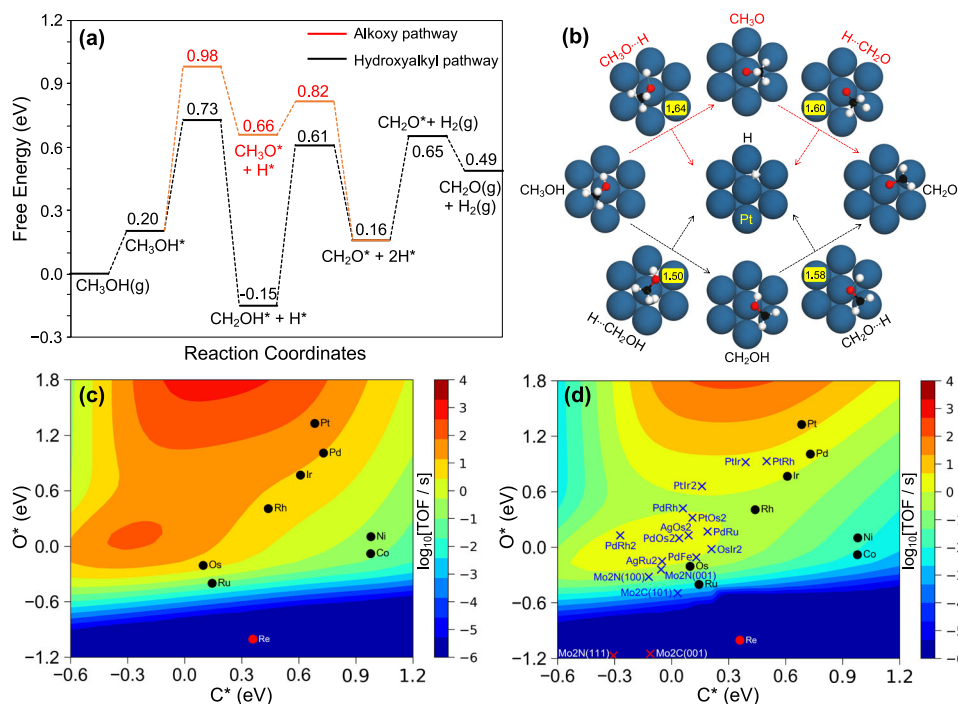 (a)
Alkoxy pathway
Hydroxyalkyl pathway
Free Energy (eV)
1.2
0.9
0.6
0.3
0.0
−0.3
0.98
0.73
0.66
CH3O*
+ H*
0.82
0.61
0.20
CH3OH*
CH3OH(g)
-0.15
CH2OH* + H*
0.16
CH2O* + 2H*
CH2O*+ H2(g)
0.65
0.49
CH2O(g)
+ H2(g)
Reaction Coordinates
(b)
CH3O
CH3O···H
H···CH2O
1.64
1.60
H
CH3OH
CH2O
Pt
1.50
1.58
H···CH2OH
CH2OH
CH2O···H
(c)
1.8
1.2
0.6
0.0
−0.6
−1.2
O*
Pt
Pd
Ir
Rh
Ni
Co
Os
Ru
Re
−0.6 −0.3 0.0 0.3 0.6 0.9 1.2
C* (eV)
4
3
2
1
0
−1
−2
−3
−4
−5
−6
log10[TOF / s]
(d)
1.8
1.2
0.6
0.0
−0.6
−1.2
O*
Pt
Pd
PtIr
PtRh
Ir
PtIr2
PdRh
Rh
PtOs2
AgOs2
PdRu
PdOs2
PdRh2
OsIr2
Ni
Co
AgRu2
PdFe
Os
Mo2N(100)
Mo2N(001)
Ru
Mo2C(101)
Re
Mo2N(111)
Mo2C(001)
−0.6 −0.3 0.0 0.3 0.6 0.9 1.2
C* (eV)
4
3
2
1
0
−1
−2
−3
−4
−5
−6
log10[TOF / s]